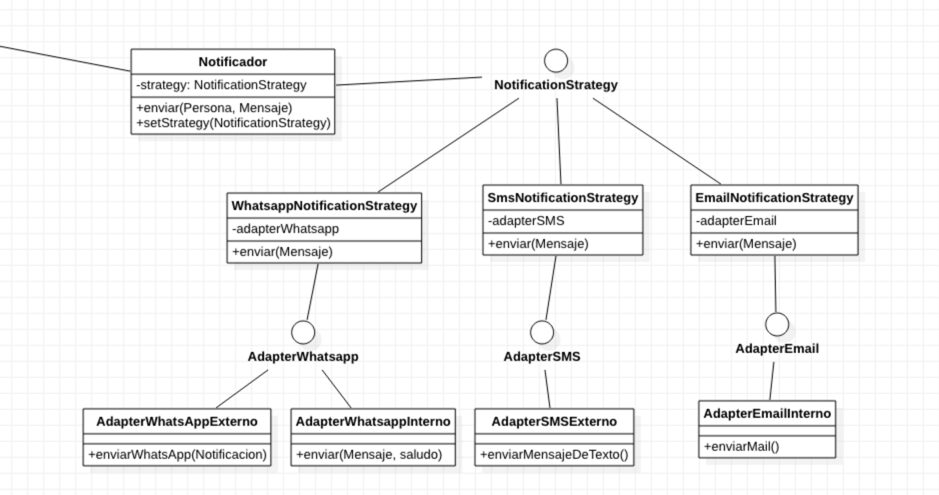 Notificador
-strategy: NotificationStrategy
+enviar(Persona, Mensaje)
+setStrategy(NotificationStrategy)
NotificationStrategy
WhatsappNotificationStrategy
-adapterWhatsapp
+enviar(Mensaje)
SmsNotificationStrategy
-adapterSMS
+enviar(Mensaje)
EmailNotificationStrategy
-adapterEmail
+enviar(Mensaje)
AdapterWhatsapp
AdapterSMS
AdapterEmail
AdapterWhatsAppExterno
+enviarWhatsApp(Notificacion)
AdapterWhatsappInterno
+enviar(Mensaje, saludo)
AdapterSMSExterno
+enviarMensajeDeTexto()
AdapterEmailInterno
+enviarMail()